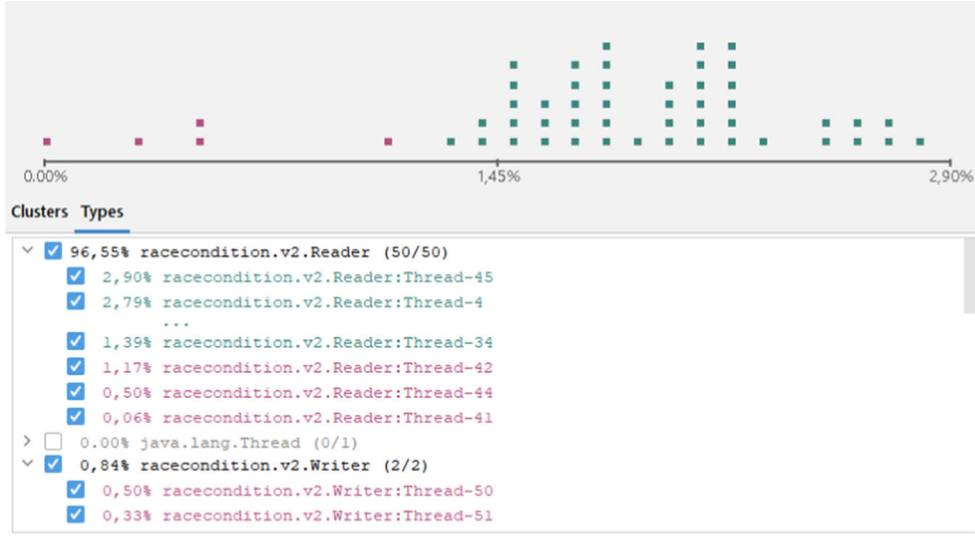 0.00% 1,45% 2,90%
Clusters Types
96,55% racecondition.v2.Reader (50/50)
2,90% racecondition.v2.Reader:Thread-45
2,79% racecondition.v2.Reader:Thread-4
...
1,39% racecondition.v2.Reader:Thread-34
1,17% racecondition.v2.Reader:Thread-42
0,50% racecondition.v2.Reader:Thread-44
0,06% racecondition.v2.Reader:Thread-41
0.00% java.lang.Thread (0/1)
0,84% racecondition.v2.Writer (2/2)
0,50% racecondition.v2.Writer:Thread-50
0,33% racecondition.v2.Writer:Thread-51